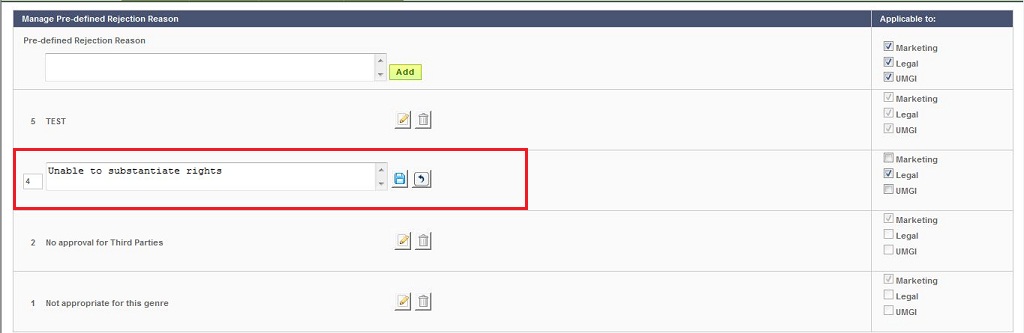 Manage Pre-defined Rejection Reason Applicable to:
Pre-defined Rejection Reason
Add
Marketing
Legal
UMGI
5 TEST
Marketing
Legal
UMGI
4 Unable to substantiate rights
Marketing
Legal
UMGI
2 No approval for Third Parties
Marketing
Legal
UMGI
1 Not appropriate for this genre
Marketing
Legal
UMGI